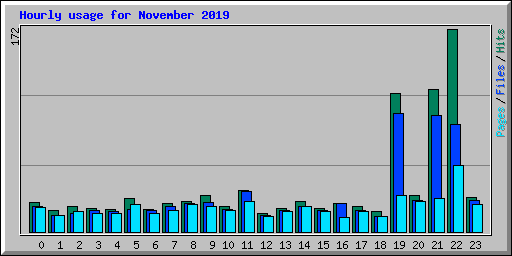 Hourly usage for November 2019
172
Pages/Files/Hits
0 1 2 3 4 5 6 7 8 9 10 11 12 13 14 15 16 17 18 19 20 21 22 23